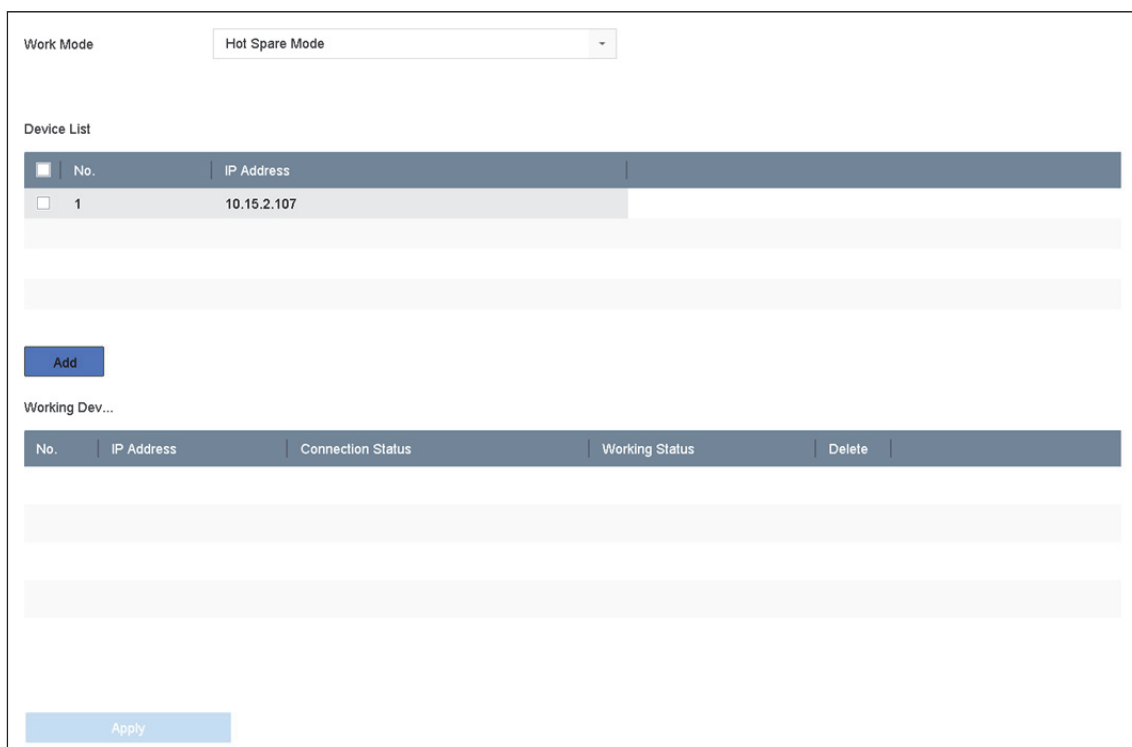 Work Mode Hot Spare Mode
Device List
No. IP Address
1 10.15.2.107
Add
Working Dev...
No. IP Address Connection Status Working Status Delete
Apply